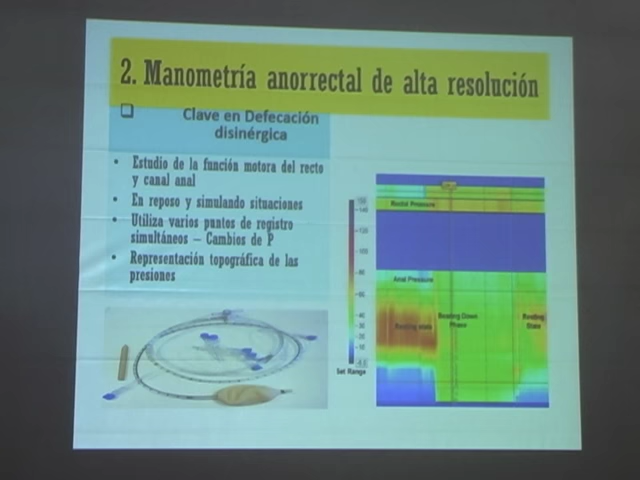 2. Manometría anorrectal de alta resolución
Clave en Defecación
disinérgica
• Estudio de la función motora del recto
y canal anal
• En reposo y simulando situaciones
• Utiliza varios puntos de registro
simultáneos – Cambios de P
• Representación topográfica de las
presiones
Rectal Pressure
Anal Pressure
Resting state
Bearing Down
Phase
Resting
State
Set Range